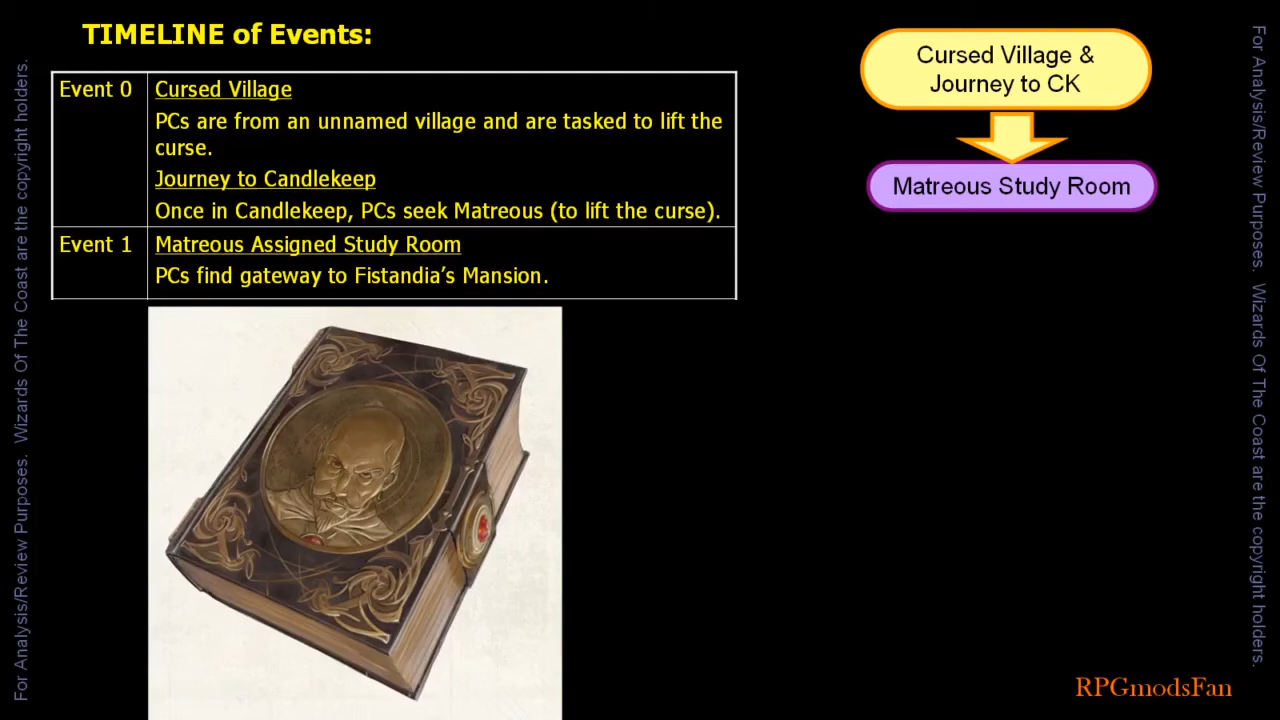 TIMELINE of Events:
Event 0
Cursed Village
PCs are from an unnamed village and are tasked to lift the
curse.
Journey to Candlekeep
Once in Candlekeep, PCs seek Matreous (to lift the curse).
Event 1
Matreous Assigned Study Room
PCs find gateway to Fistandia’s Mansion.
Cursed Village &
Journey to CK
Matreous Study Room
For Analysis/Review Purposes.  Wizards Of The Coast are the copyright holders.
For Analysis/Review Purposes.  Wizards Of The Coast are the copyright holders.
RPGmodsFan